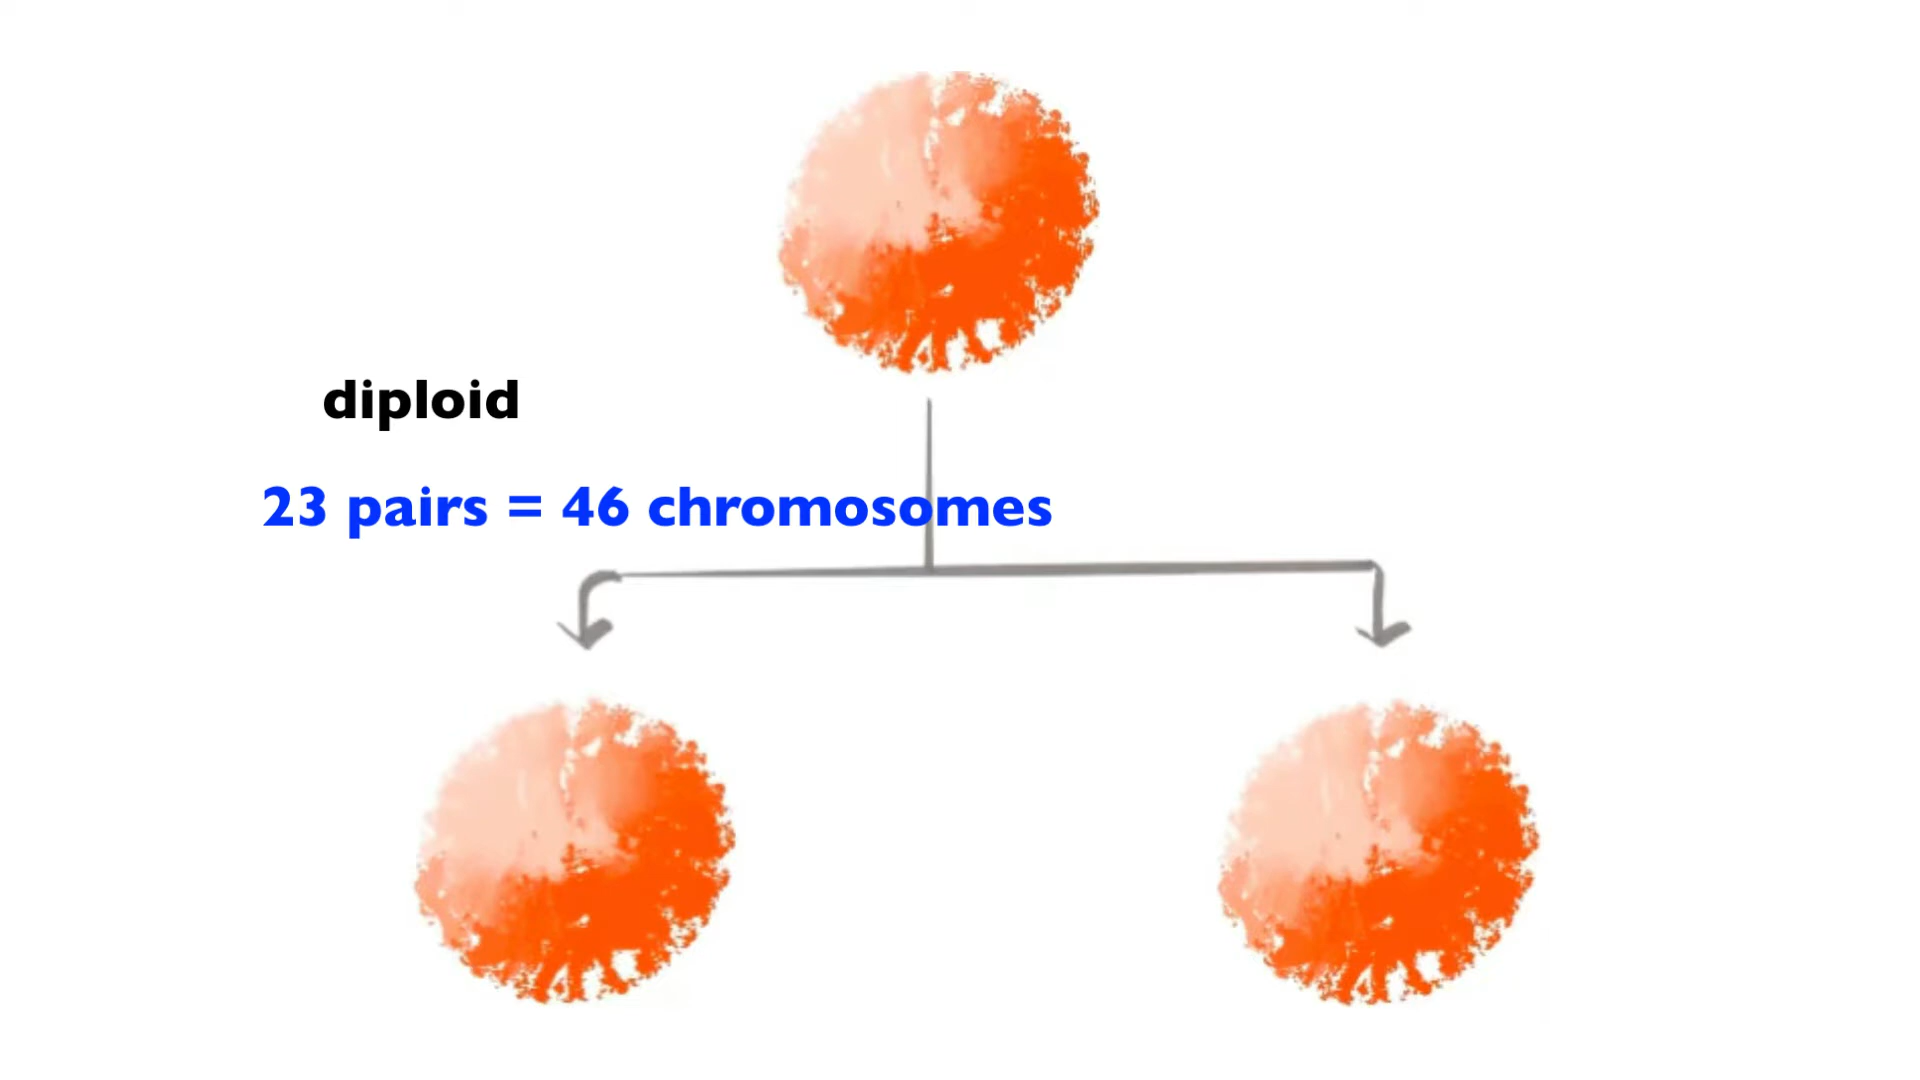 diploid
23 pairs = 46 chromosomes